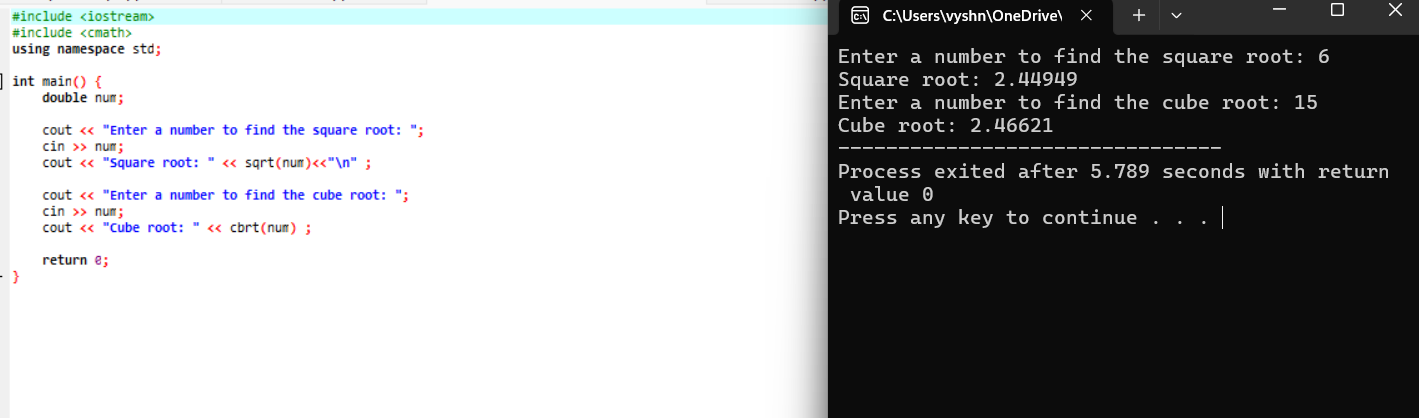 #include <iostream>
#include <cmath>
using namespace std;
int main() {
double num;
cout << "Enter a number to find the square root: ";
cin >> num;
cout << "Square root: " << sqrt(num)<<"\n" ;
cout << "Enter a number to find the cube root: ";
cin >> num;
cout << "Cube root: " << cbrt(num) ;
return 0;
}
C:\Users\vyshn\OneDrive\
Enter a number to find the square root: 6
Square root: 2.44949
Enter a number to find the cube root: 15
Cube root: 2.46621
--------------------------------
Process exited after 5.789 seconds with return
value 0
Press any key to continue . . .